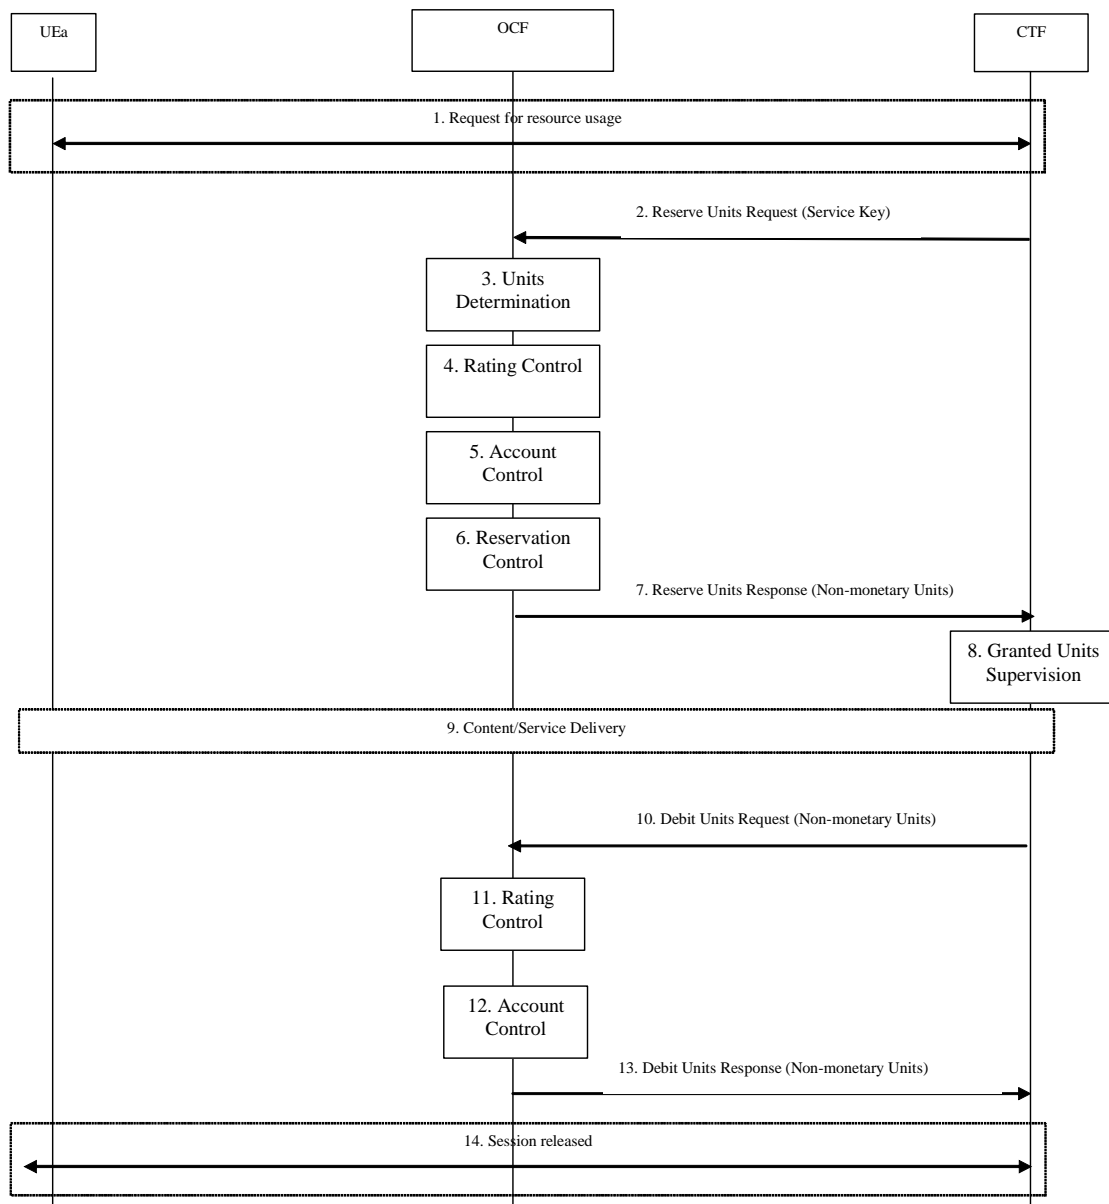 UEa
OCF
CTF
1. Request for resource usage
2. Reserve Units Request (Service Key)
3. Units
Determination
4. Rating Control
5. Account
Control
6. Reservation
Control
7. Reserve Units Response (Non-monetary Units)
8. Granted Units
Supervision
9. Content/Service Delivery
10. Debit Units Request (Non-monetary Units)
11. Rating
Control
12. Account
Control
13. Debit Units Response (Non-monetary Units)
14. Session released